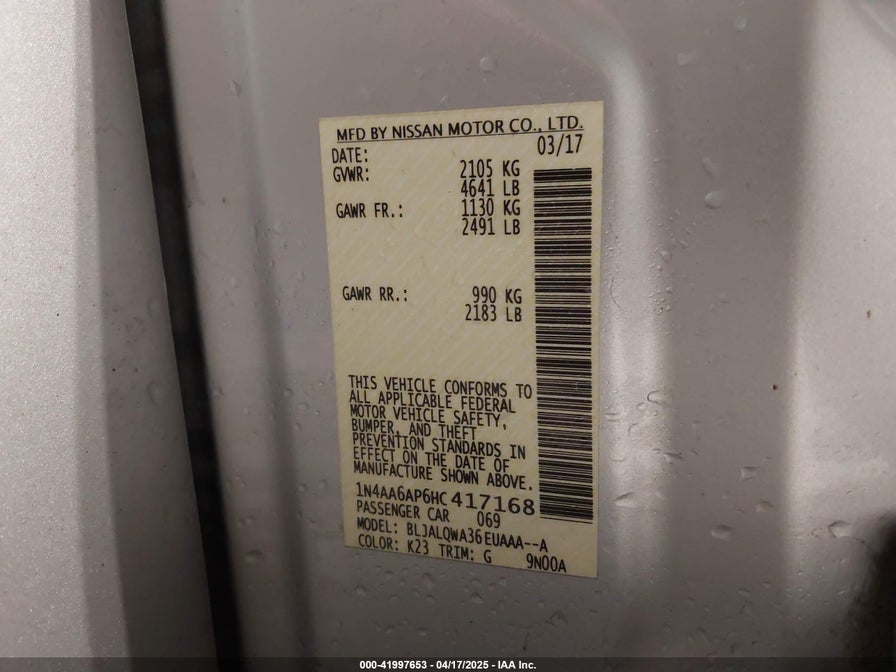 MFD BY NISSAN MOTOR CO., LTD.
DATE: 03/17
GVWR: 2105 KG
4641 LB
GAWR FR.: 1130 KG
2491 LB
GAWR RR.: 990 KG
2183 LB
THIS VEHICLE CONFORMS TO
ALL APPLICABLE FEDERAL
MOTOR VEHICLE SAFETY,
BUMPER, AND THEFT
PREVENTION STANDARDS IN
EFFECT ON THE DATE OF
MANUFACTURE SHOWN ABOVE.
1N4AA6AP6HC417168
PASSENGER CAR 069
MODEL: BLJALQWA36EUAAA--A
COLOR: K23 TRIM: G 9N00A
000-41997653 - 04/17/2025 - IAA Inc.